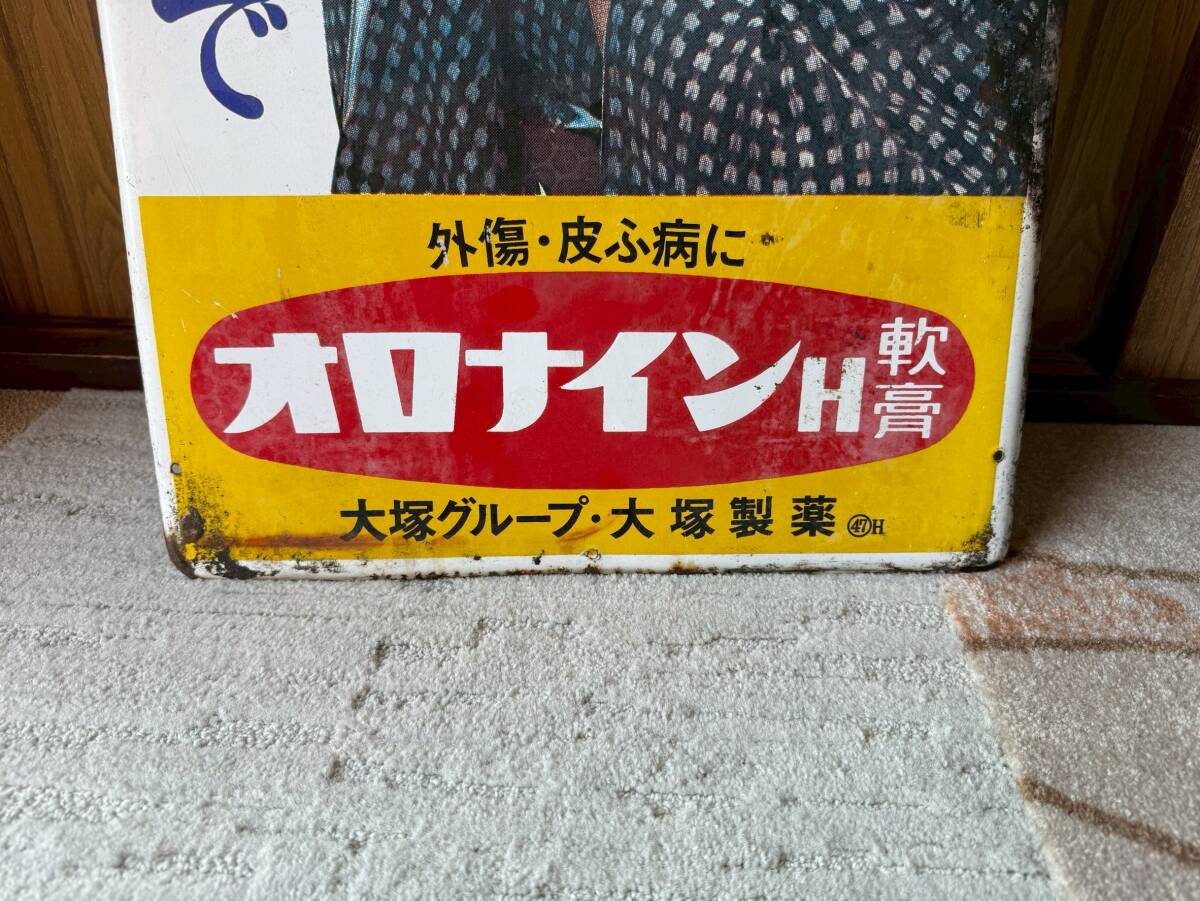 で
外傷・皮ふ病に
オロナインH軟膏
大塚グループ・大塚製薬 ㊼H